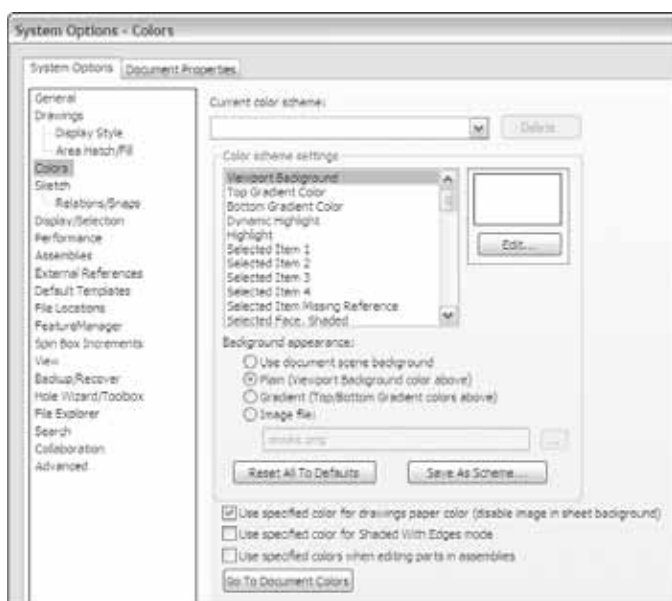 System Options - Colors
System Options Document Properties
General
Drawings
Display Style
Area Hatch/Fill
Colors
Sketch
Relations/Snaps
Display/Selection
Performance
Assemblies
External References
Default Templates
File Locations
FeatureManager
Spin Box Increments
View
Backup/Recover
Hole Wizard/Toolbox
File Explorer
Search
Collaboration
Advanced
Current color scheme:
Delete
Color scheme settings
Viewport Background
Top Gradient Color
Bottom Gradient Color
Dynamic Highlight
Highlight
Selected Item 1
Selected Item 2
Selected Item 3
Selected Item 4
Selected Item Missing Reference
Selected Face, Shaded
Edit...
Background appearance:
Use document scene background
Plain (Viewport Background color above)
Gradient (Top/Bottom Gradient colors above)
Image file:
...
Reset All To Defaults Save As Scheme...
Use specified color for drawings paper color (disable image in sheet background)
Use specified color for Shaded With Edges mode
Use specified colors when editing parts in assemblies
Go To Document Colors